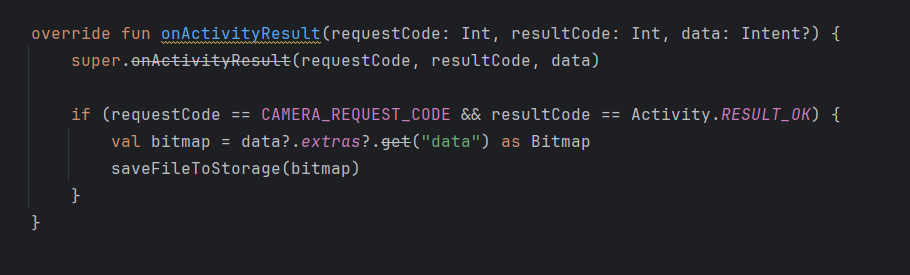 override fun onActivityResult(requestCode: Int, resultCode: Int, data: Intent?) {
super.onActivityResult(requestCode, resultCode, data)
if (requestCode == CAMERA_REQUEST_CODE && resultCode == Activity.RESULT_OK) {
val bitmap = data?.extras?.get("data") as Bitmap
saveFileToStorage(bitmap)
}
}